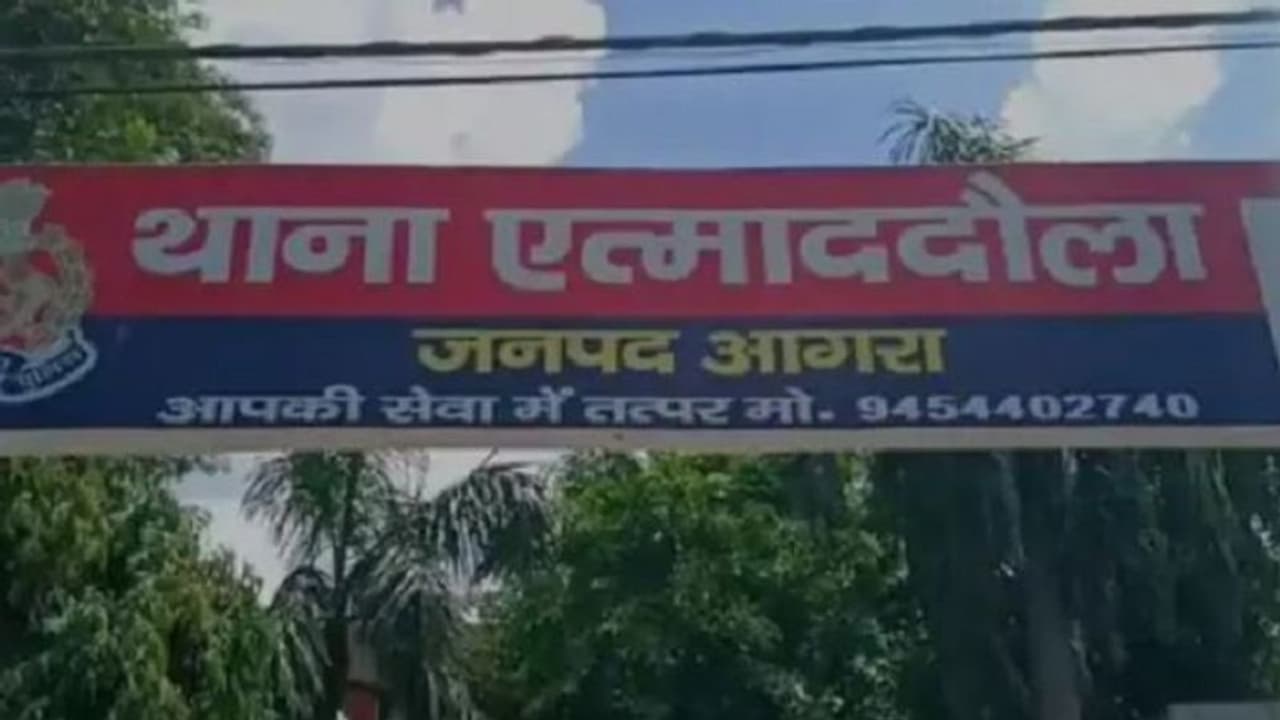 थाना एत्माददौला
जनपद आगरा
आपकी सेवा में तत्पर मो. 9454402740